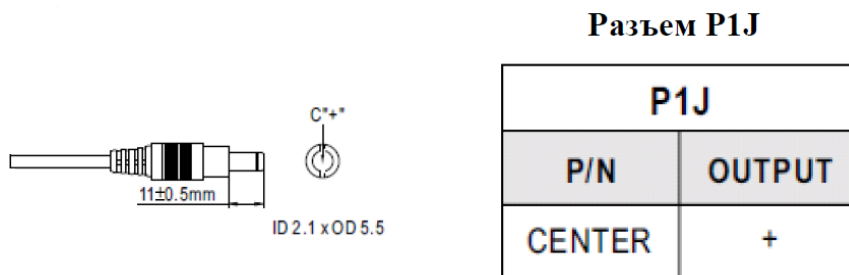 Разъем P1J
C"+"
11±0.5mm
ID 2.1 x OD 5.5
P1J
P/N OUTPUT
CENTER +